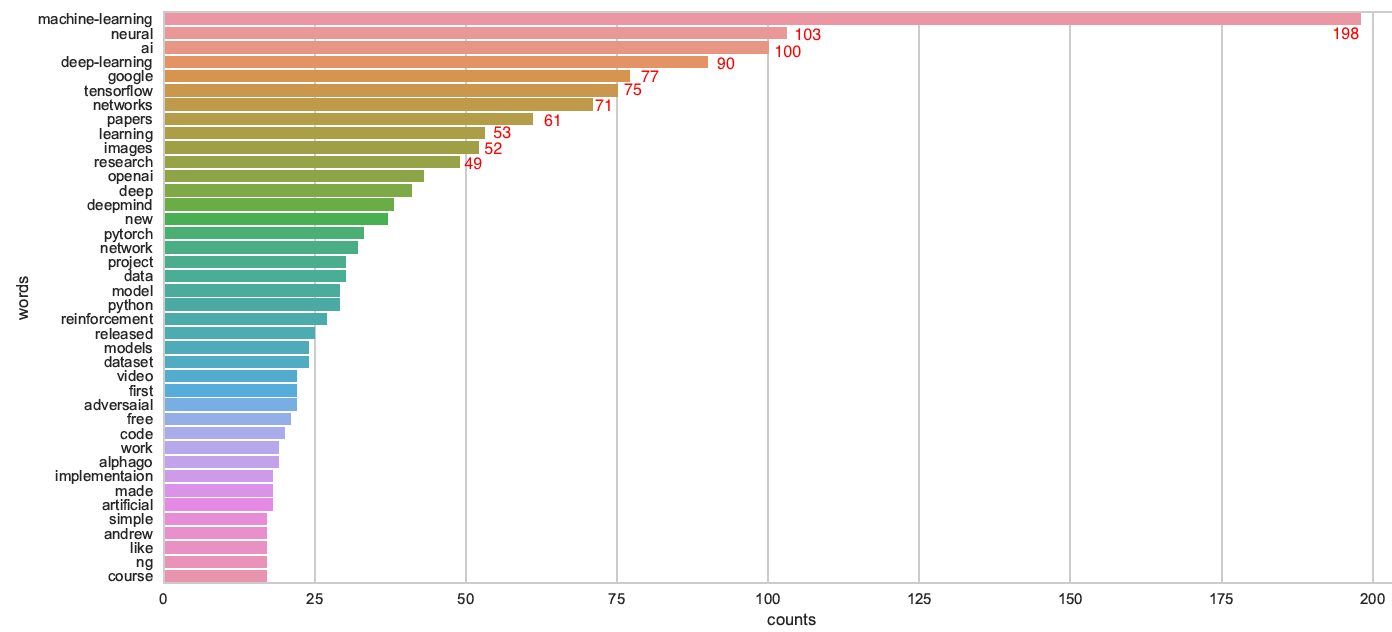 machine-learning
198
neural
103
ai
100
deep-learning
90
google
77
tensorflow
75
networks
71
papers
61
learning
53
images
52
research
49
openai
deep
deepmind
new
pytorch
network
project
data
model
python
reinforcement
released
models
dataset
video
first
adversaial
free
code
work
alphago
implementaion
made
artificial
simple
andrew
like
ng
course
words
0 25 50 75 100 125 150 175 200
counts